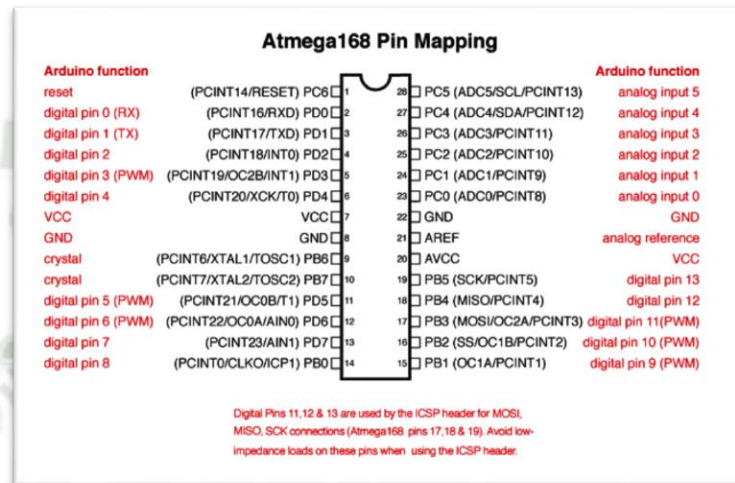 Atmega168 Pin Mapping
Arduino function Arduino function
reset (PCINT14/RESET) PC6 1 28 PC5 (ADC5/SCL/PCINT13) analog input 5
digital pin 0 (RX) (PCINT16/RXD) PD0 2 27 PC4 (ADC4/SDA/PCINT12) analog input 4
digital pin 1 (TX) (PCINT17/TXD) PD1 3 26 PC3 (ADC3/PCINT11) analog input 3
digital pin 2 (PCINT18/INT0) PD2 4 25 PC2 (ADC2/PCINT10) analog input 2
digital pin 3 (PWM) (PCINT19/OC2B/INT1) PD3 5 24 PC1 (ADC1/PCINT9) analog input 1
digital pin 4 (PCINT20/XCK/T0) PD4 6 23 PC0 (ADC0/PCINT8) analog input 0
VCC VCC 7 22 GND GND
GND GND 8 21 AREF analog reference
crystal (PCINT6/XTAL1/TOSC1) PB6 9 20 AVCC VCC
crystal (PCINT7/XTAL2/TOSC2) PB7 10 19 PB5 (SCK/PCINT5) digital pin 13
digital pin 5 (PWM) (PCINT21/OC0B/T1) PD5 11 18 PB4 (MISO/PCINT4) digital pin 12
digital pin 6 (PWM) (PCINT22/OC0A/AIN0) PD6 12 17 PB3 (MOSI/OC2A/PCINT3) digital pin 11(PWM)
digital pin 7 (PCINT23/AIN1) PD7 13 16 PB2 (SS/OC1B/PCINT2) digital pin 10 (PWM)
digital pin 8 (PCINT0/CLKO/ICP1) PB0 14 15 PB1 (OC1A/PCINT1) digital pin 9 (PWM)
Digital Pins 11,12 & 13 are used by the ICSP header for MOSI,
MISO, SCK connections (Atmega168 pins 17,18 & 19). Avoid low-
impedance loads on these pins when using the ICSP header.